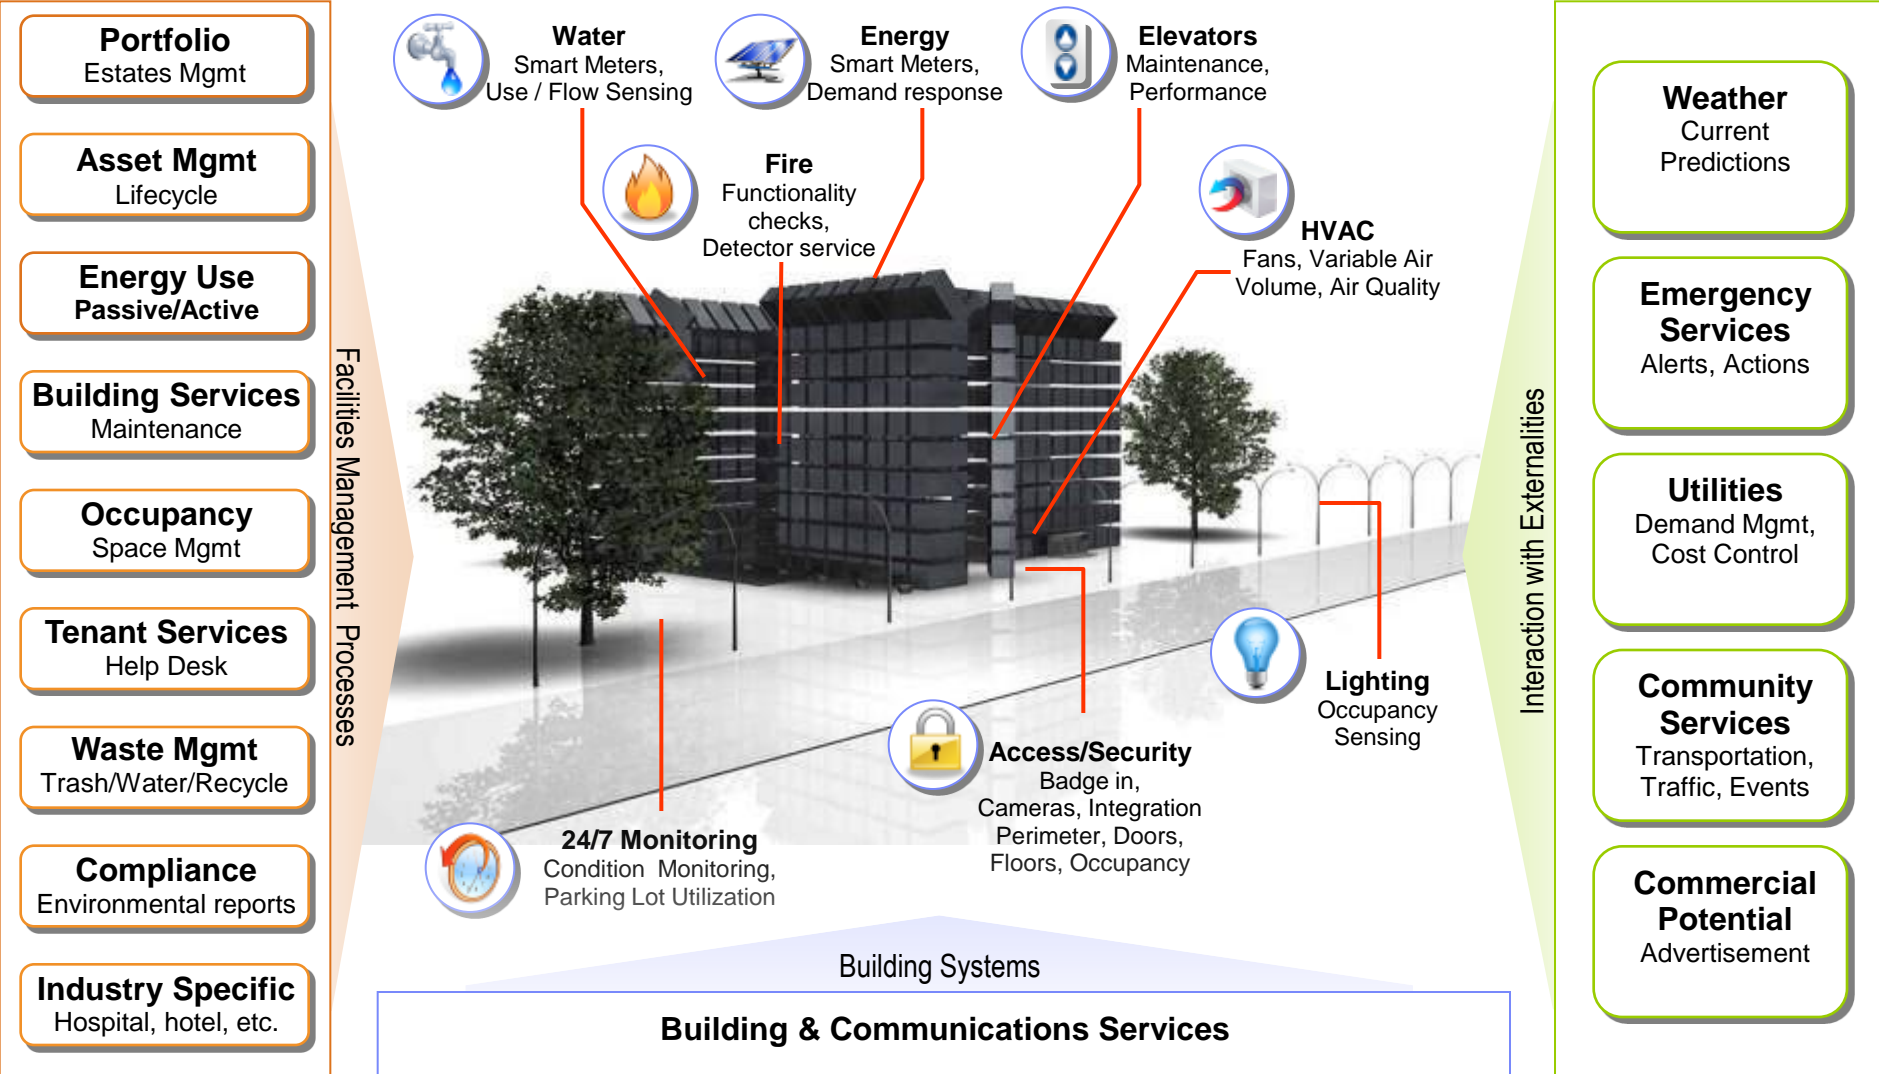 Portfolio
Estates Mgmt
Asset Mgmt
Lifecycle
Energy Use
Passive/Active
Building Services
Maintenance
Occupancy
Space Mgmt
Tenant Services
Help Desk
Waste Mgmt
Trash/Water/Recycle
Compliance
Environmental reports
Industry Specific
Hospital, hotel, etc.
Facilities Management Processes
Water
Smart Meters,
Use / Flow Sensing
Energy
Smart Meters,
Demand response
Elevators
Maintenance,
Performance
Fire
Functionality
checks,
Detector service
HVAC
Fans, Variable Air
Volume, Air Quality
Lighting
Occupancy
Sensing
Access/Security
Badge in,
Cameras, Integration
Perimeter, Doors,
Floors, Occupancy
24/7 Monitoring
Condition Monitoring,
Parking Lot Utilization
Building Systems
Building & Communications Services
Interaction with Externalities
Weather
Current
Predictions
Emergency
Services
Alerts, Actions
Utilities
Demand Mgmt,
Cost Control
Community
Services
Transportation,
Traffic, Events
Commercial
Potential
Advertisement